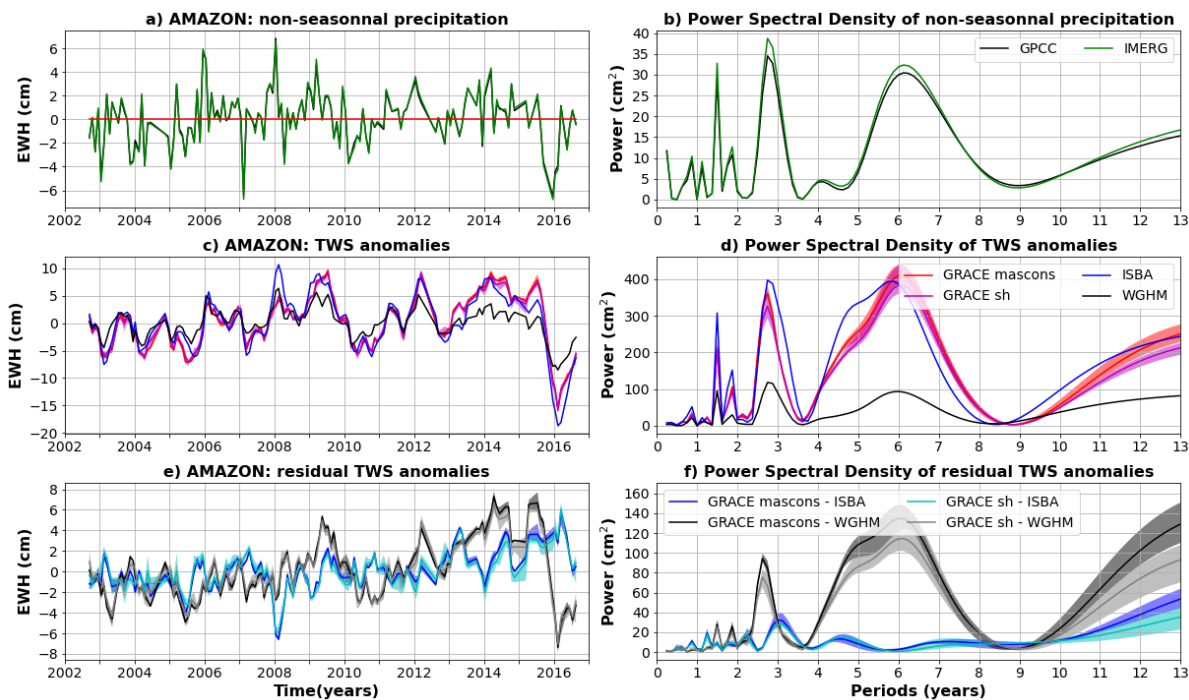 a) AMAZON: non-seasonnal precipitation
EWH (cm)
6
4
2
0
−2
−4
−6
2002 2004 2006 2008 2010 2012 2014 2016
b) Power Spectral Density of non-seasonnal precipitation
Power (cm²)
40
35
30
25
20
15
10
5
0
GPCC IMERG
0 1 2 3 4 5 6 7 8 9 10 11 12 13
c) AMAZON: TWS anomalies
EWH (cm)
10
5
0
−5
−10
−15
−20
2002 2004 2006 2008 2010 2012 2014 2016
d) Power Spectral Density of TWS anomalies
Power (cm²)
400
300
200
100
0
GRACE mascons ISBA
GRACE sh WGHM
0 1 2 3 4 5 6 7 8 9 10 11 12 13
e) AMAZON: residual TWS anomalies
EWH (cm)
8
6
4
2
0
−2
−4
−6
−8
2002 2004 2006 2008 2010 2012 2014 2016
Time(years)
f) Power Spectral Density of residual TWS anomalies
Power (cm²)
160
140
120
100
80
60
40
20
0
GRACE mascons - ISBA GRACE sh - ISBA
GRACE mascons - WGHM GRACE sh - WGHM
0 1 2 3 4 5 6 7 8 9 10 11 12 13
Periods (years)